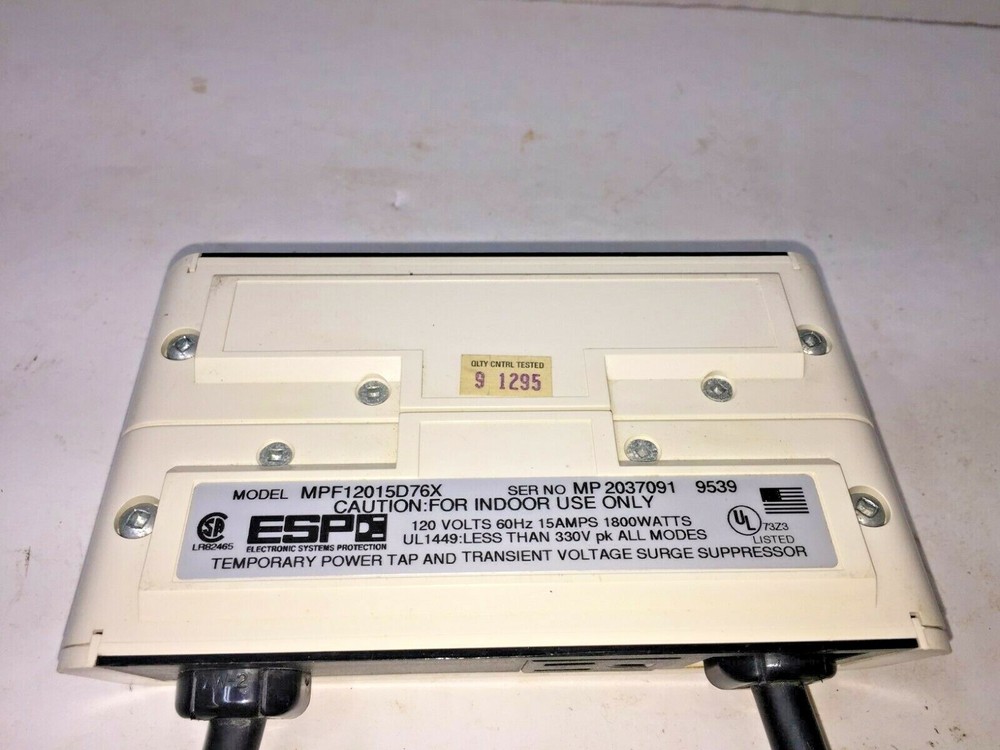 QLTY CNTRL TESTED
9 1295
MODEL MPF12015D76X SER NO MP 2037091 9539
CAUTION:FOR INDOOR USE ONLY
120 VOLTS 60Hz 15AMPS 1800WATTS
UL1449:LESS THAN 330V pk ALL MODES
SA
LR82465
ESP
ELECTRONIC SYSTEMS PROTECTION
UL
73Z3
LISTED
TEMPORARY POWER TAP AND TRANSIENT VOLTAGE SURGE SUPPRESSOR